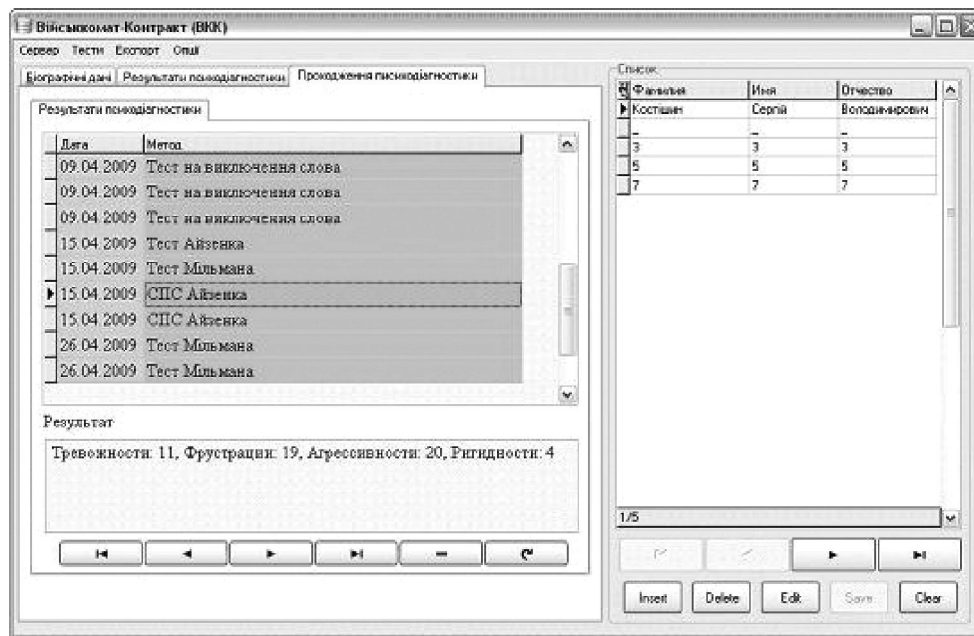 Військкомат-Контракт (ВКК)
Сервер Тести Експорт Опції
Біографічні дані Результати психодіагностики Проходження писиходіагностики
Результати психодіагностики
Дата Метод
09.04.2009 Тест на виключення слова
09.04.2009 Тест на виключення слова
09.04.2009 Тест на виключення слова
15.04.2009 Тест Айзенка
15.04.2009 Тест Мільмана
15.04.2009 СПС Айзенка
15.04.2009 СПС Айзенка
26.04.2009 Тест Мільмана
26.04.2009 Тест Мільмана
Результат
Тревожности: 11, Фрустрации: 19, Агрессивности: 20, Ригидности: 4
Список
Фамилия Имя Отчество
Костішин Сергій Володимирович
– – –
3 3 3
5 5 5
7 7 7
1/5
Insert Delete Edit Save Clear